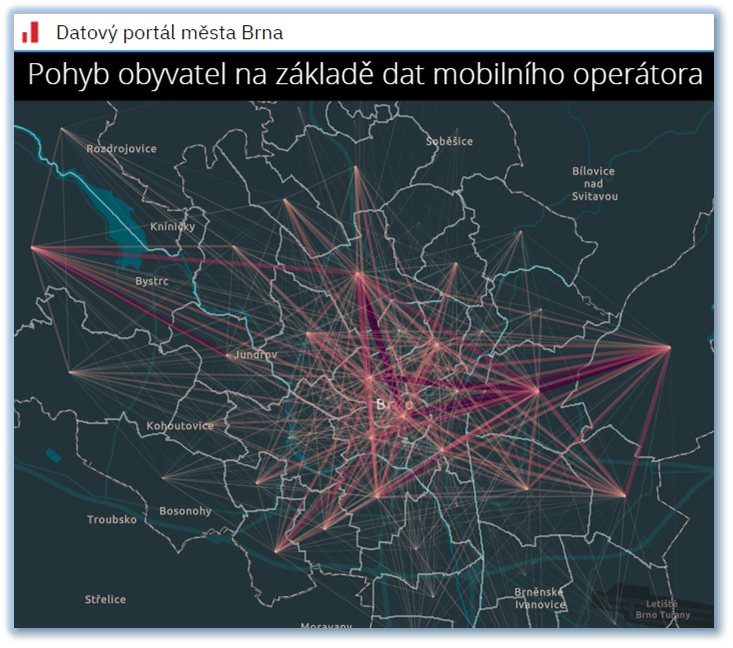 Datový portál města Brna
Pohyb obyvatel na základě dat mobilního operátora
Rozdrojovice
Soběšice
Bílovice
nad
Svitavou
Kníničky
Bystrc
Jundrov
Kohoutovice
Bosonohy
Troubsko
Střelice
Brněnské
Ivanovice
Letiště
Brno Tuřany
Moravany